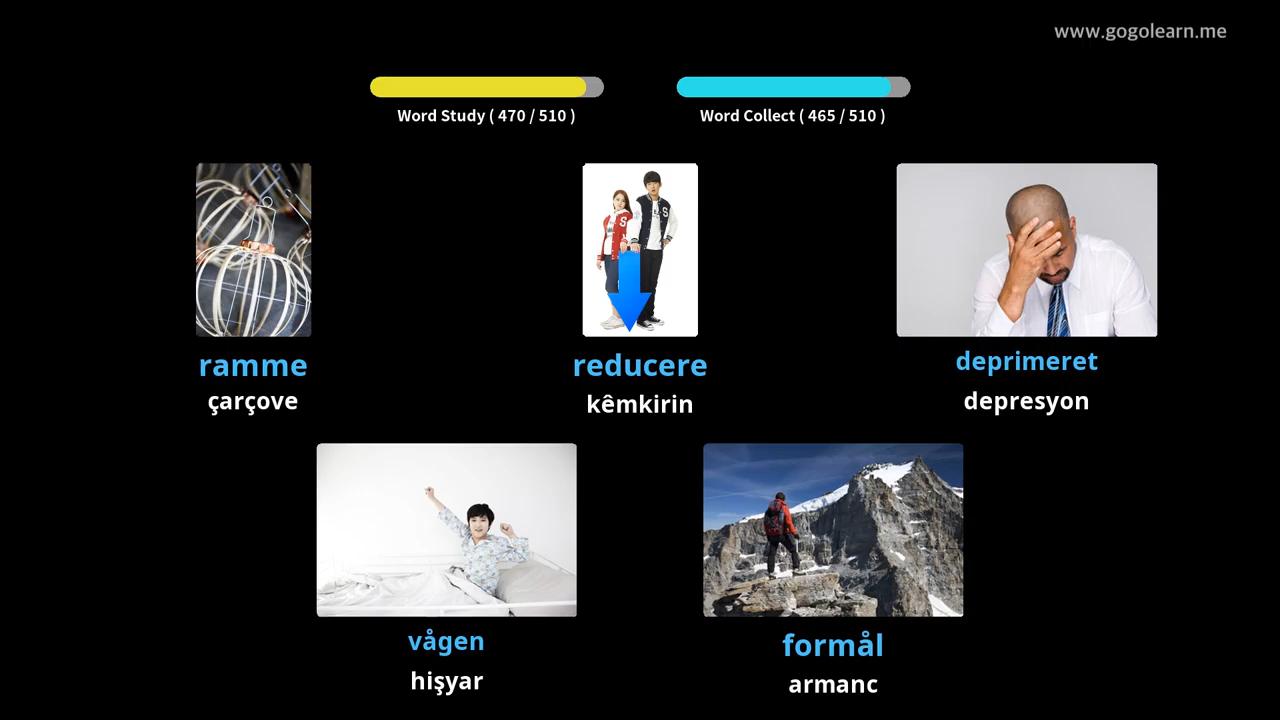 www.gogolearn.me
Word Study ( 470 / 510 )
Word Collect ( 465 / 510 )
ramme
çarçove
reducere
kêmkirin
deprimeret
depresyon
vågen
hişyar
formål
armanc